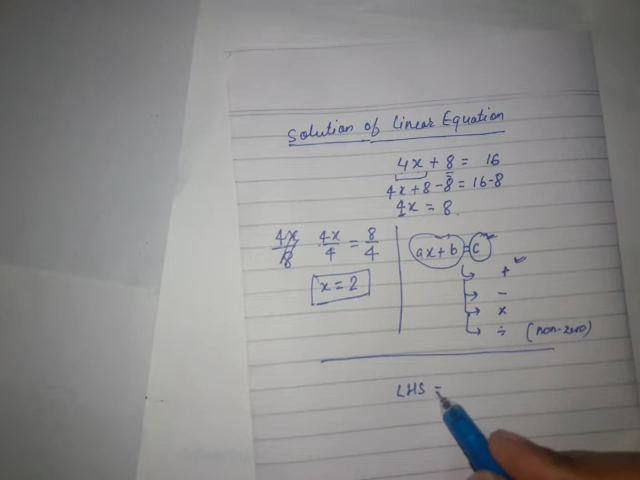 Solution of Linear Equation
4x + 8 = 16
4x + 8 - 8 = 16 - 8
4x = 8
4x/8 4x/4 = 8/4
x = 2
ax + b = c
+
-
×
÷ (non-zero)
LHS =